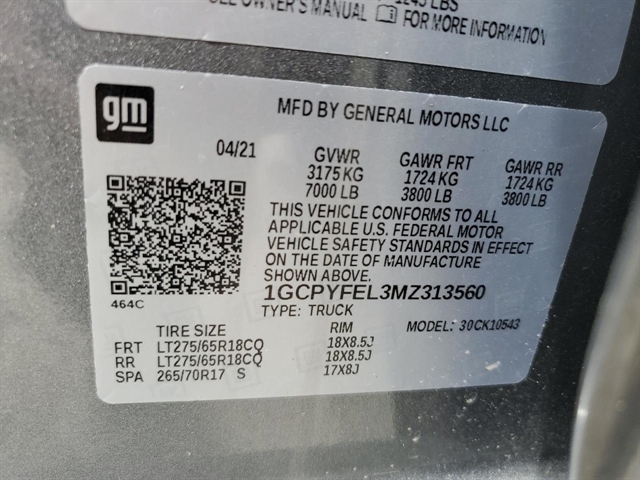 1245 LBS
SEE OWNER'S MANUAL FOR MORE INFORMATION
gm
MFD BY GENERAL MOTORS LLC
04/21 GVWR GAWR FRT GAWR RR
3175 KG 1724 KG 1724 KG
7000 LB 3800 LB 3800 LB
THIS VEHICLE CONFORMS TO ALL
APPLICABLE U.S. FEDERAL MOTOR
VEHICLE SAFETY STANDARDS IN EFFECT
ON THE DATE OF MANUFACTURE
SHOWN ABOVE.
464C 1GCPYFEL3MZ313560
TYPE: TRUCK MODEL: 30CK10543
TIRE SIZE RIM
FRT LT275/65R18CQ 18X8.5J
RR LT275/65R18CQ 18X8.5J
SPA 265/70R17 S 17X8J